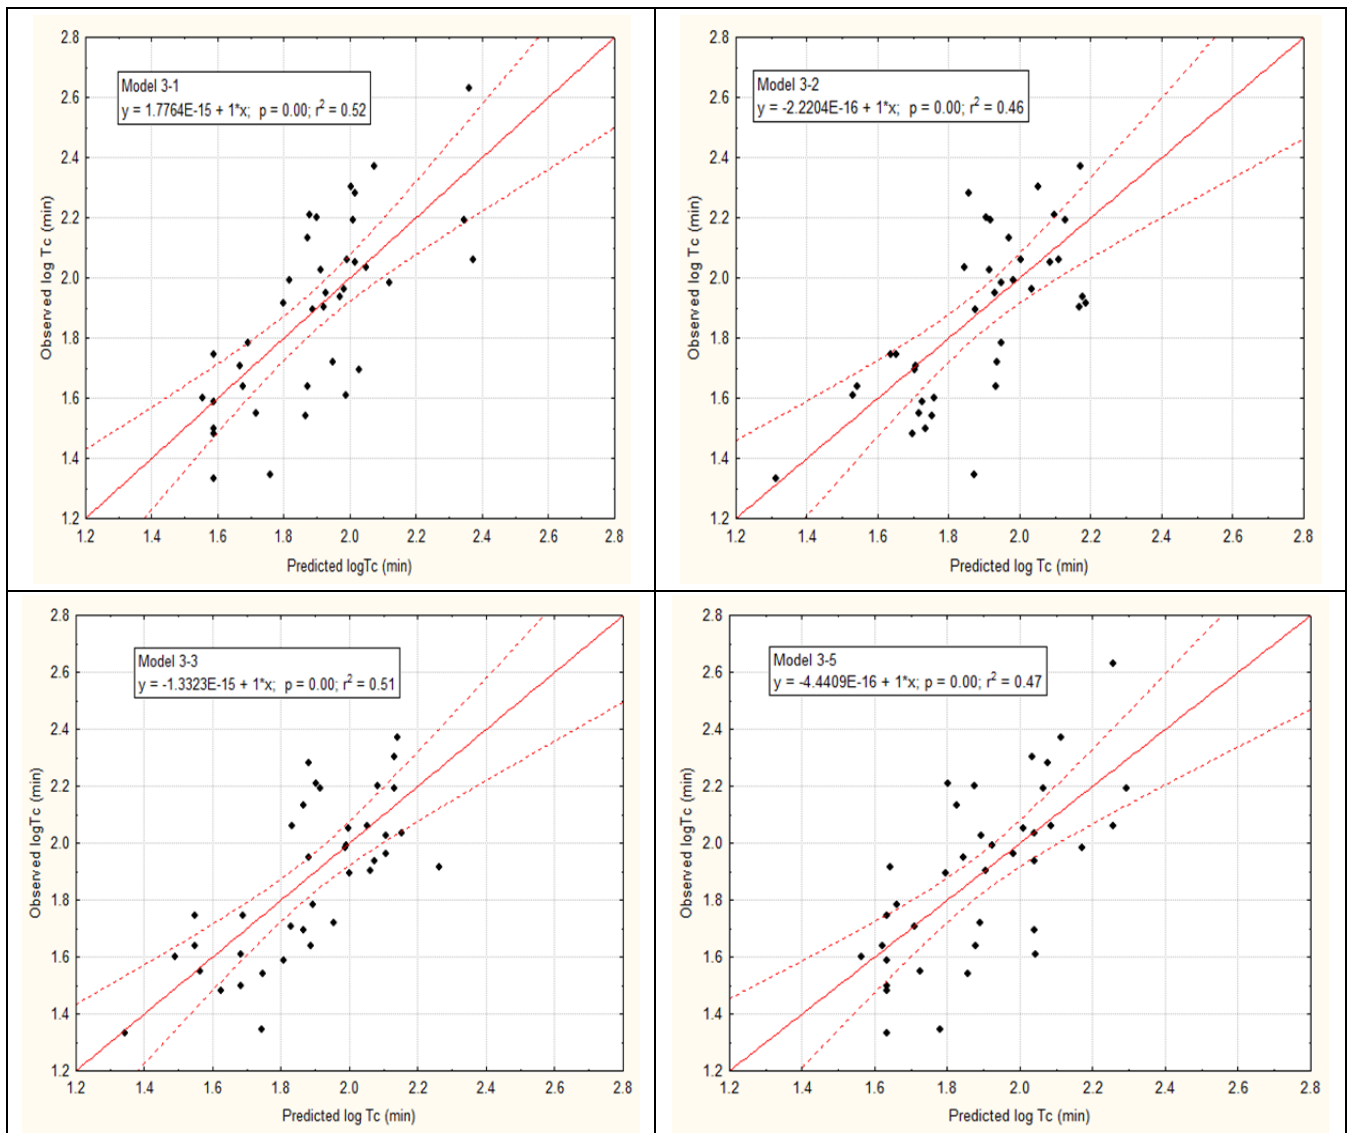 2.8
2.6
2.4
2.2
2.0
1.8
1.6
1.4
1.2
Observed log Tc (min)
Model 3-1
y = 1.7764E-15 + 1*x; p = 0.00; r² = 0.52
1.2 1.4 1.6 1.8 2.0 2.2 2.4 2.6 2.8
Predicted logTc (min)
2.8
2.6
2.4
2.2
2.0
1.8
1.6
1.4
1.2
Observed log Tc (min)
Model 3-2
y = -2.2204E-16 + 1*x; p = 0.00; r² = 0.46
1.2 1.4 1.6 1.8 2.0 2.2 2.4 2.6 2.8
Predicted log Tc (min)
2.8
2.6
2.4
2.2
2.0
1.8
1.6
1.4
1.2
Observed logTc (min)
Model 3-3
y = -1.3323E-15 + 1*x; p = 0.00; r² = 0.51
1.2 1.4 1.6 1.8 2.0 2.2 2.4 2.6 2.8
Predicted log Tc (min)
2.8
2.6
2.4
2.2
2.0
1.8
1.6
1.4
1.2
Observed logTc (min)
Model 3-5
y = -4.4409E-16 + 1*x; p = 0.00; r² = 0.47
1.2 1.4 1.6 1.8 2.0 2.2 2.4 2.6 2.8
Predicted log Tc (min)